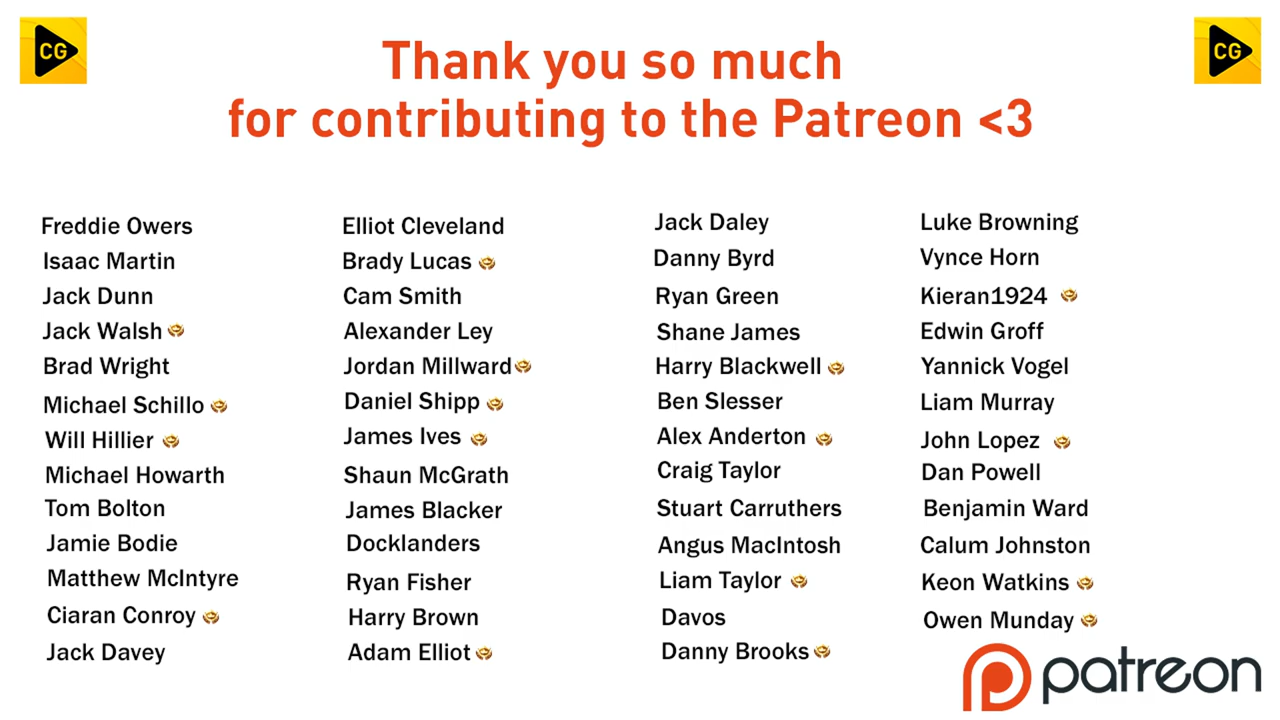 CG
CG
Thank you so much
for contributing to the Patreon <3
Freddie Owers
Isaac Martin
Jack Dunn
Jack Walsh
Brad Wright
Michael Schillo
Will Hillier
Michael Howarth
Tom Bolton
Jamie Bodie
Matthew McIntyre
Ciaran Conroy
Jack Davey
Elliot Cleveland
Brady Lucas
Cam Smith
Alexander Ley
Jordan Millward
Daniel Shipp
James Ives
Shaun McGrath
James Blacker
Docklanders
Ryan Fisher
Harry Brown
Adam Elliot
Jack Daley
Danny Byrd
Ryan Green
Shane James
Harry Blackwell
Ben Slesser
Alex Anderton
Craig Taylor
Stuart Carruthers
Angus MacIntosh
Liam Taylor
Davos
Danny Brooks
Luke Browning
Vynce Horn
Kieran1924
Edwin Groff
Yannick Vogel
Liam Murray
John Lopez
Dan Powell
Benjamin Ward
Calum Johnston
Keon Watkins
Owen Munday
patreon